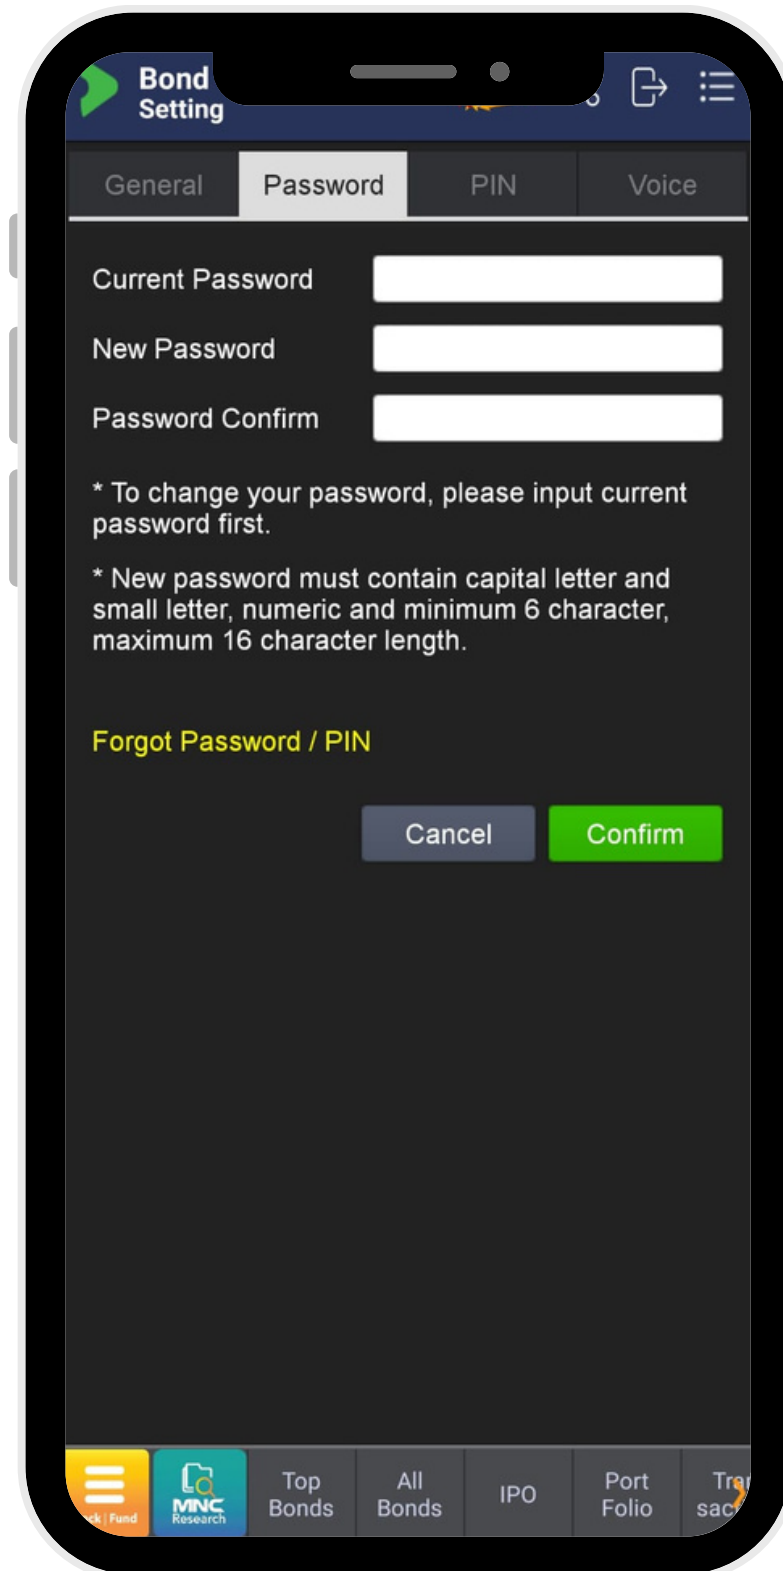 Bond
Setting
General Password PIN Voice
Current Password
New Password
Password Confirm
* To change your password, please input current
password first.
* New password must contain capital letter and
small letter, numeric and minimum 6 character,
maximum 16 character length.
Forgot Password / PIN
Cancel Confirm
Top
Bonds
All
Bonds
IPO
Port
Folio
| Fund
MNC
Research